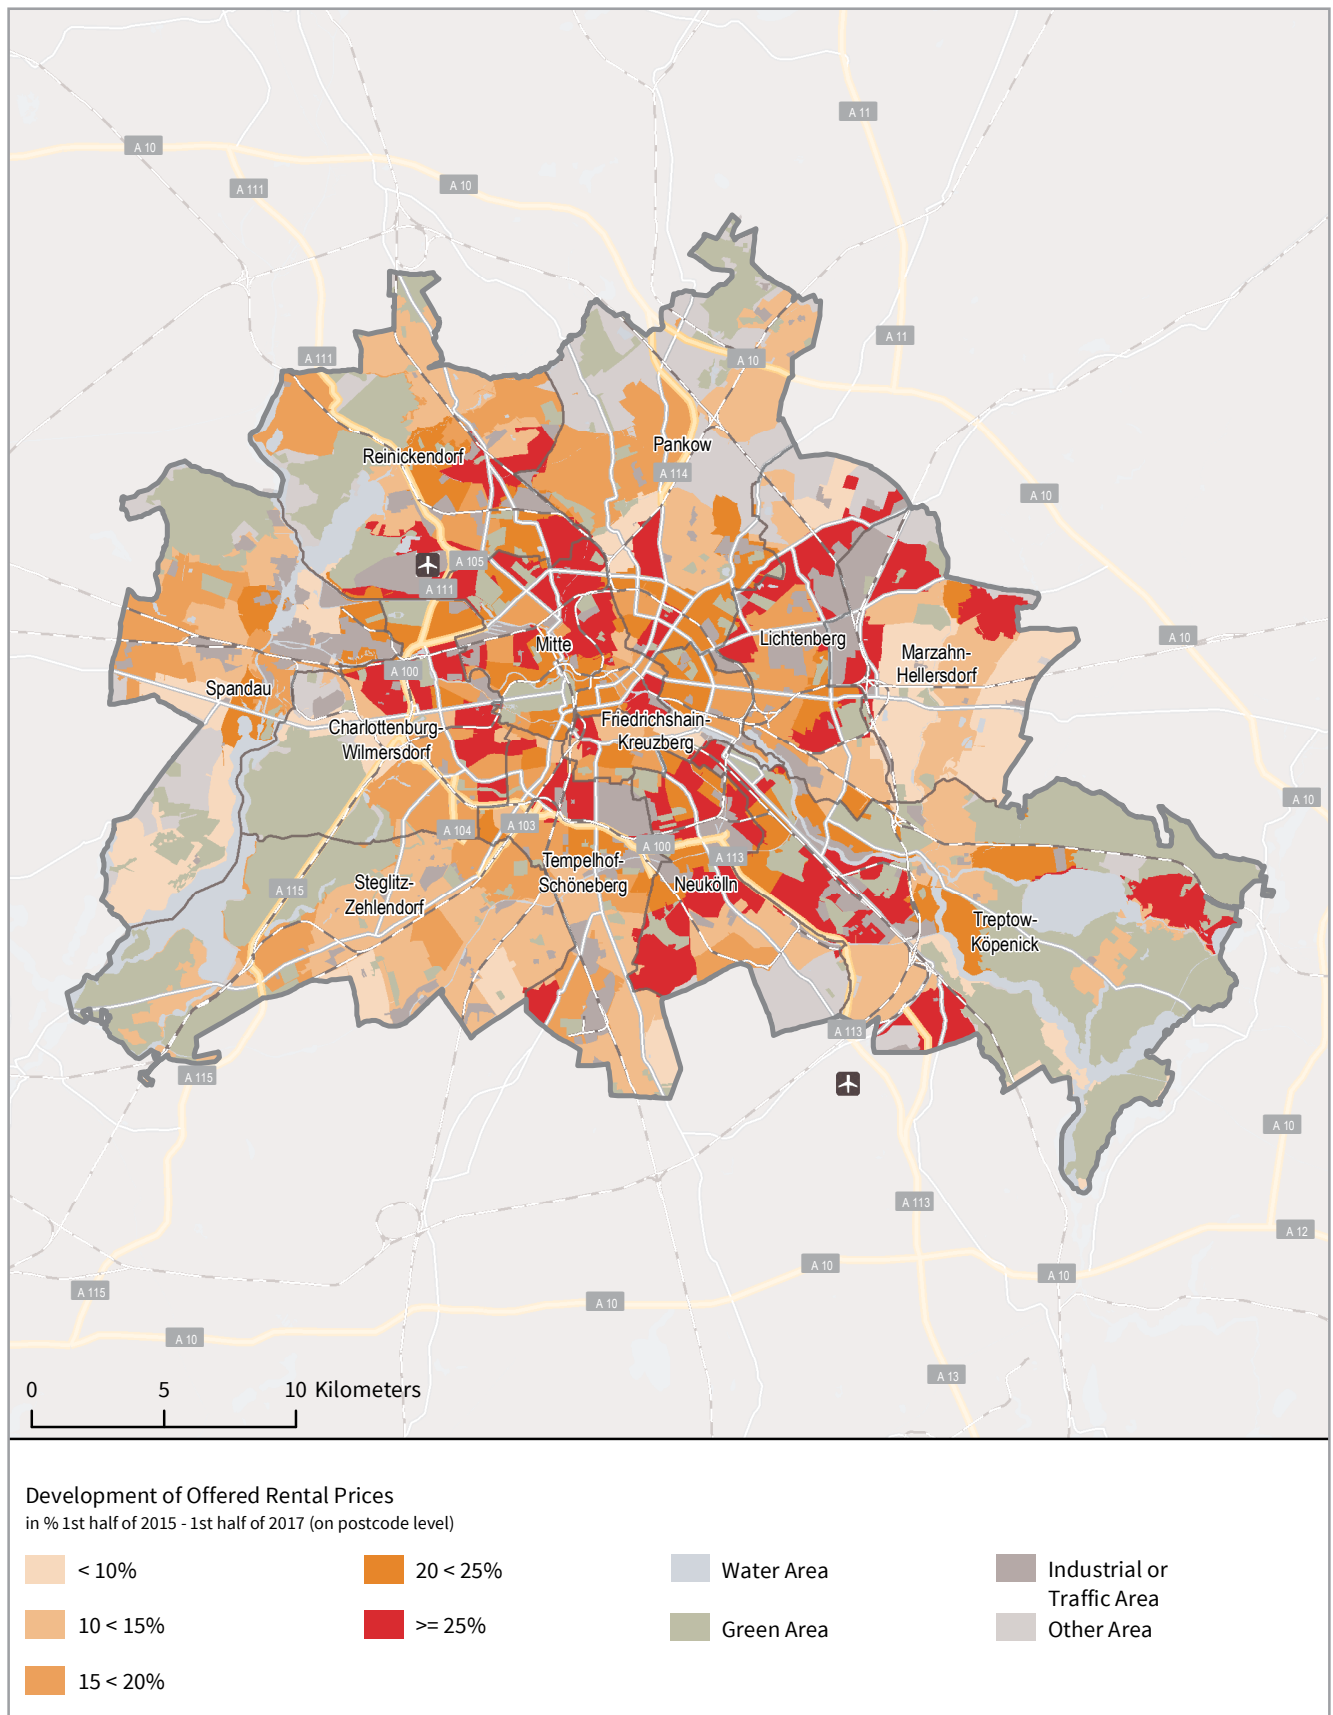 A 11
A 10
A 111
A 10
A 11
A 111
A 10
Pankow
Reinickendorf
A 114
A 10
A 105
A 111
A 10
Mitte
Lichtenberg
Marzahn-
Hellersdorf
A 100
Spandau
Friedrichshain-
Kreuzberg
Charlottenburg-
Wilmersdorf
A 10
A 104
A 103
A 100
A 113
Tempelhof-
Schöneberg
Steglitz-
Zehlendorf
Neukölln
A 115
Treptow-
Köpenick
A 113
A 115
A 10
A 113
A 12
A 10
A 10
A 115
A 10
A 10
A 13
0 5 10 Kilometers
Development of Offered Rental Prices
in % 1st half of 2015 - 1st half of 2017 (on postcode level)
< 10%
10 < 15%
15 < 20%
20 < 25%
>= 25%
Water Area
Green Area
Industrial or
Traffic Area
Other Area